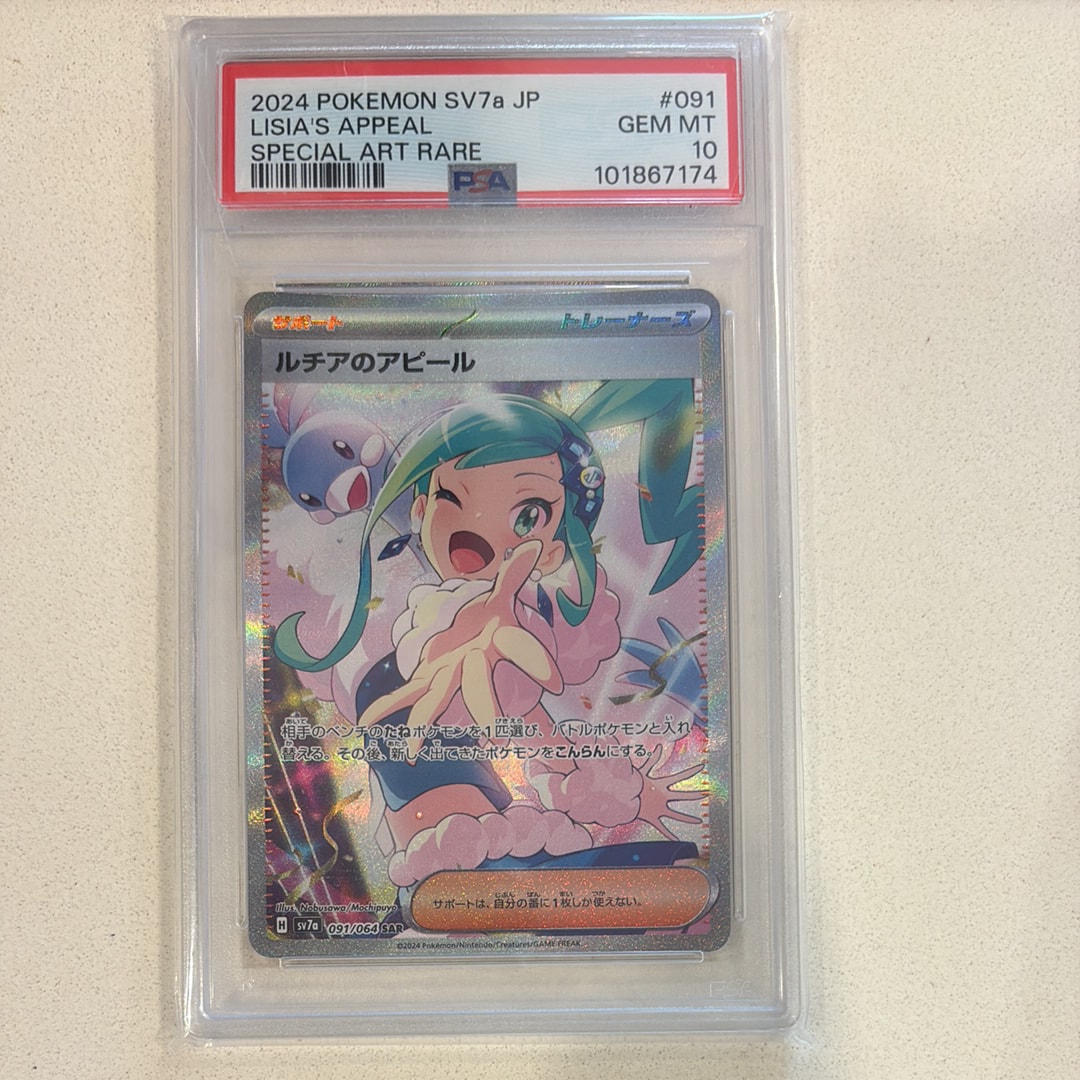 2024 POKEMON SV7a JP
#091
LISIA'S APPEAL
GEM MT
SPECIAL ART RARE
10
PSA
101867174
サポート
トレーナーズ
ルチアのアピール
相手のベンチのたねポケモンを1匹選び、バトルポケモンと入れ
替える。その後、新しく出てきたポケモンをこんらんにする。
サポートは、自分の番に1枚しか使えない。
Illus. Nobusawa/Mochipuyo
H sv7a 091/064 SAR
©2024 Pokémon/Nintendo/Creatures/GAME FREAK